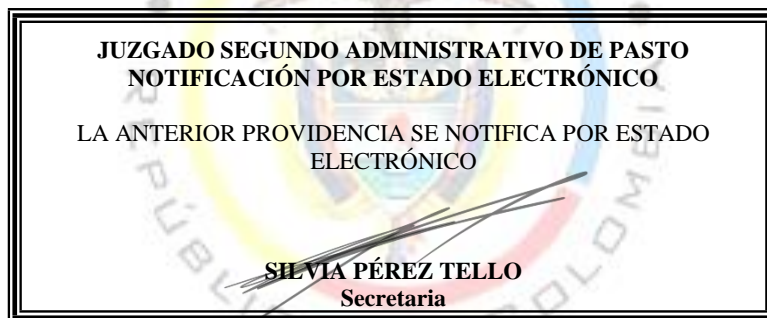 JUZGADO SEGUNDO ADMINISTRATIVO DE PASTO
NOTIFICACIÓN POR ESTADO ELECTRÓNICO
LA ANTERIOR PROVIDENCIA SE NOTIFICA POR ESTADO
ELECTRÓNICO
SILVIA PÉREZ TELLO
Secretaria